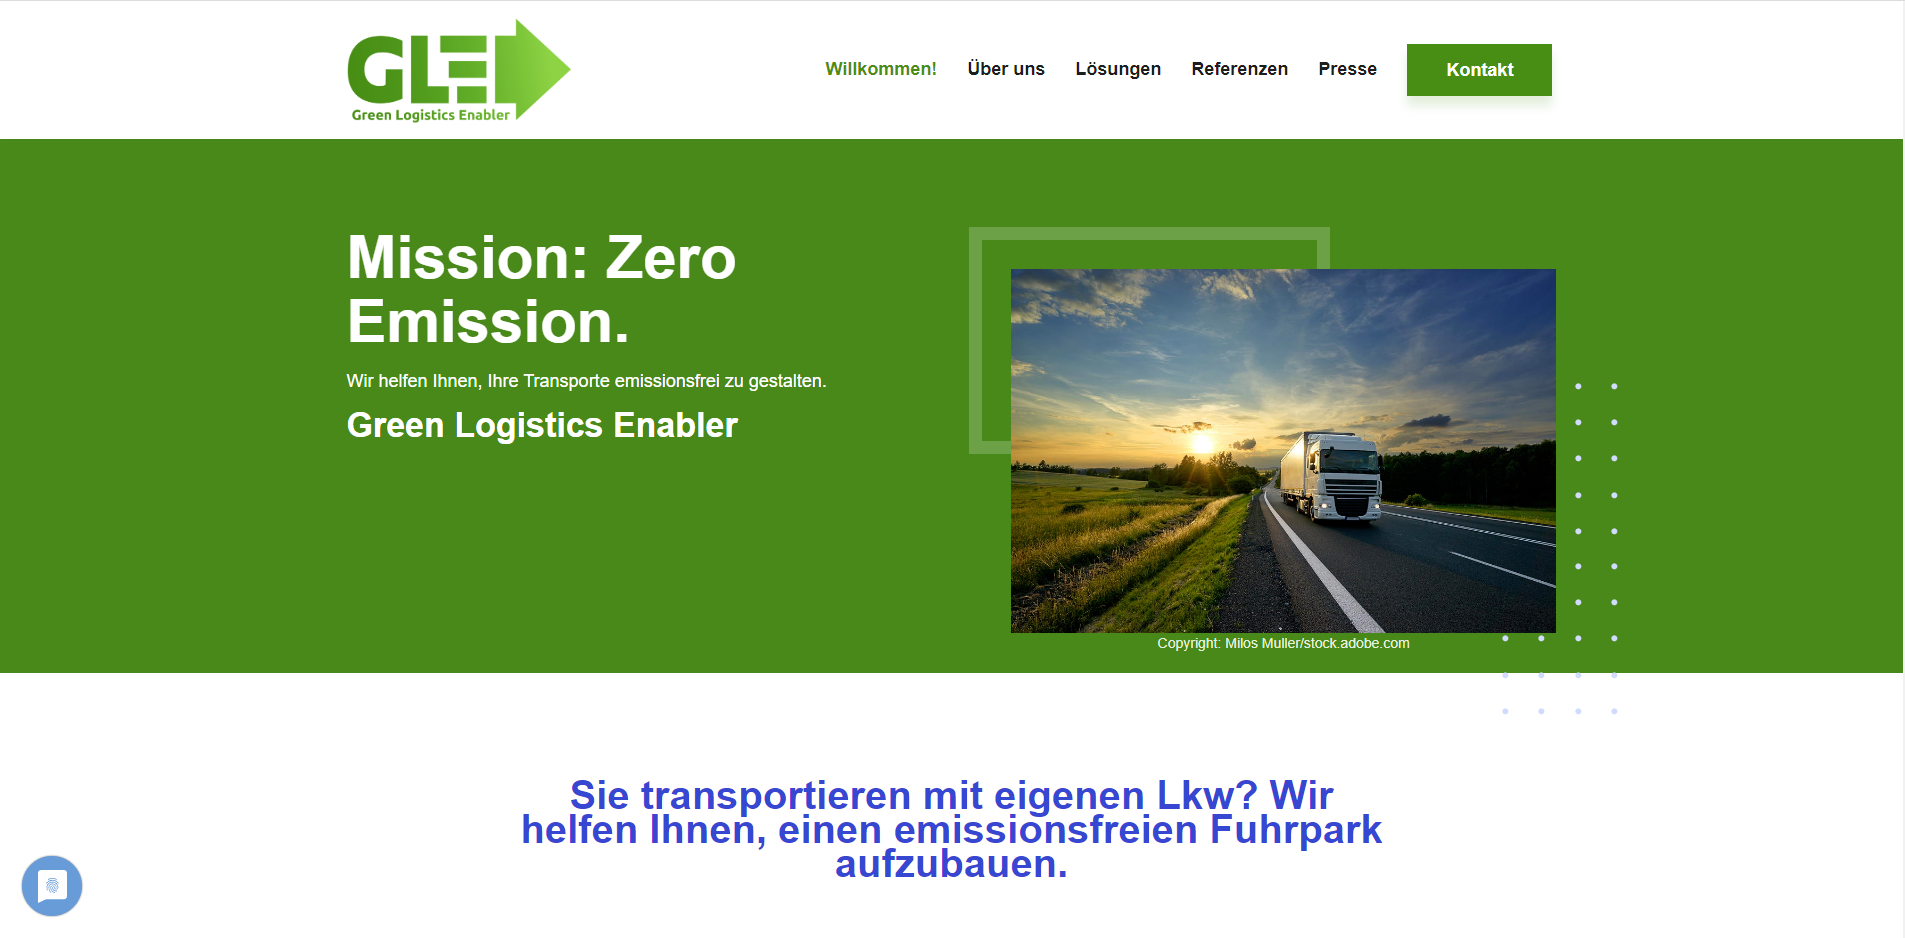 GLE
Green Logistics Enabler
Willkommen!
Über uns
Lösungen
Referenzen
Presse
Kontakt
Mission: Zero
Emission.
Wir helfen Ihnen, Ihre Transporte emissionsfrei zu gestalten.
Green Logistics Enabler
Copyright: Milos Muller/stock.adobe.com
Sie transportieren mit eigenen Lkw? Wir
helfen Ihnen, einen emissionsfreien Fuhrpark
aufzubauen.